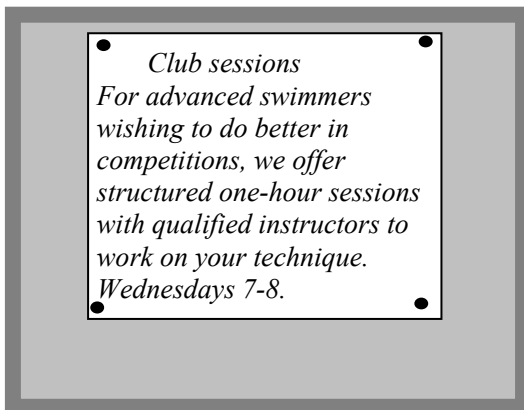 Club sessions
For advanced swimmers
wishing to do better in
competitions, we offer
structured one-hour sessions
with qualified instructors to
work on your technique.
Wednesdays 7-8.